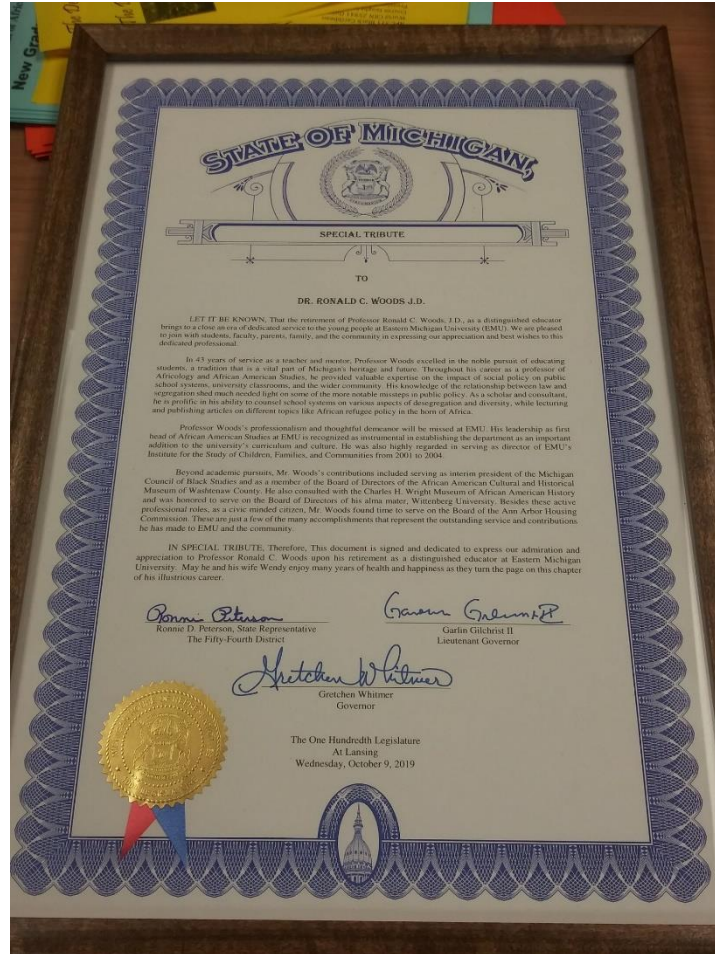 New Grad
The D
The
STATE OF MICHIGAN,
SPECIAL TRIBUTE
TO
DR. RONALD C. WOODS J.D.
LET IT BE KNOWN, That the retirement of Professor Ronald C. Woods, J.D., as a distinguished educator
brings to a close an era of dedicated service to the young people at Eastern Michigan University (EMU). We are pleased
to join with students, faculty, parents, family, and the community in expressing our appreciation and best wishes to this
dedicated professional.
In 43 years of service as a teacher and mentor, Professor Woods excelled in the noble pursuit of educating
students, a tradition that is a vital part of Michigan's heritage and future. Throughout his career as a professor of
Africology and African American Studies, he provided valuable expertise on the impact of social policy on public
school systems, university classrooms, and the wider community. His knowledge of the relationship between law and
segregation shed much needed light on some of the more notable missteps in public policy. As a scholar and consultant,
he is prolific in his ability to counsel school systems on various aspects of desegregation and diversity, while lecturing
and publishing articles on different topics like African refugee policy in the horn of Africa.
Professor Woods's professionalism and thoughtful demeanor will be missed at EMU. His leadership as first
head of African American Studies at EMU is recognized as instrumental in establishing the department as an important
addition to the university's curriculum and culture. He was also highly regarded in serving as director of EMU's
Institute for the Study of Children, Families, and Communities from 2001 to 2004.
Beyond academic pursuits, Mr. Woods's contributions included serving as interim president of the Michigan
Council of Black Studies and as a member of the Board of Directors of the African American Cultural and Historical
Museum of Washtenaw County. He also consulted with the Charles H. Wright Museum of African American History
and was honored to serve on the Board of Directors of his alma mater, Wittenberg University. Besides these active
professional roles, as a civic minded citizen, Mr. Woods found time to serve on the Board of the Ann Arbor Housing
Commission. These are just a few of the many accomplishments that represent the outstanding service and contributions
he has made to EMU and the community.
IN SPECIAL TRIBUTE, Therefore, This document is signed and dedicated to express our admiration and
appreciation to Professor Ronald C. Woods upon his retirement as a distinguished educator at Eastern Michigan
University. May he and his wife Wendy enjoy many years of health and happiness as they turn the page on this chapter
of his illustrious career.
Ronnie Peterson
Ronnie D. Peterson, State Representative
The Fifty-Fourth District
Garlin Gilchrist II
Garlin Gilchrist II
Lieutenant Governor
Gretchen Whitmer
Gretchen Whitmer
Governor
The One Hundredth Legislature
At Lansing
Wednesday, October 9, 2019